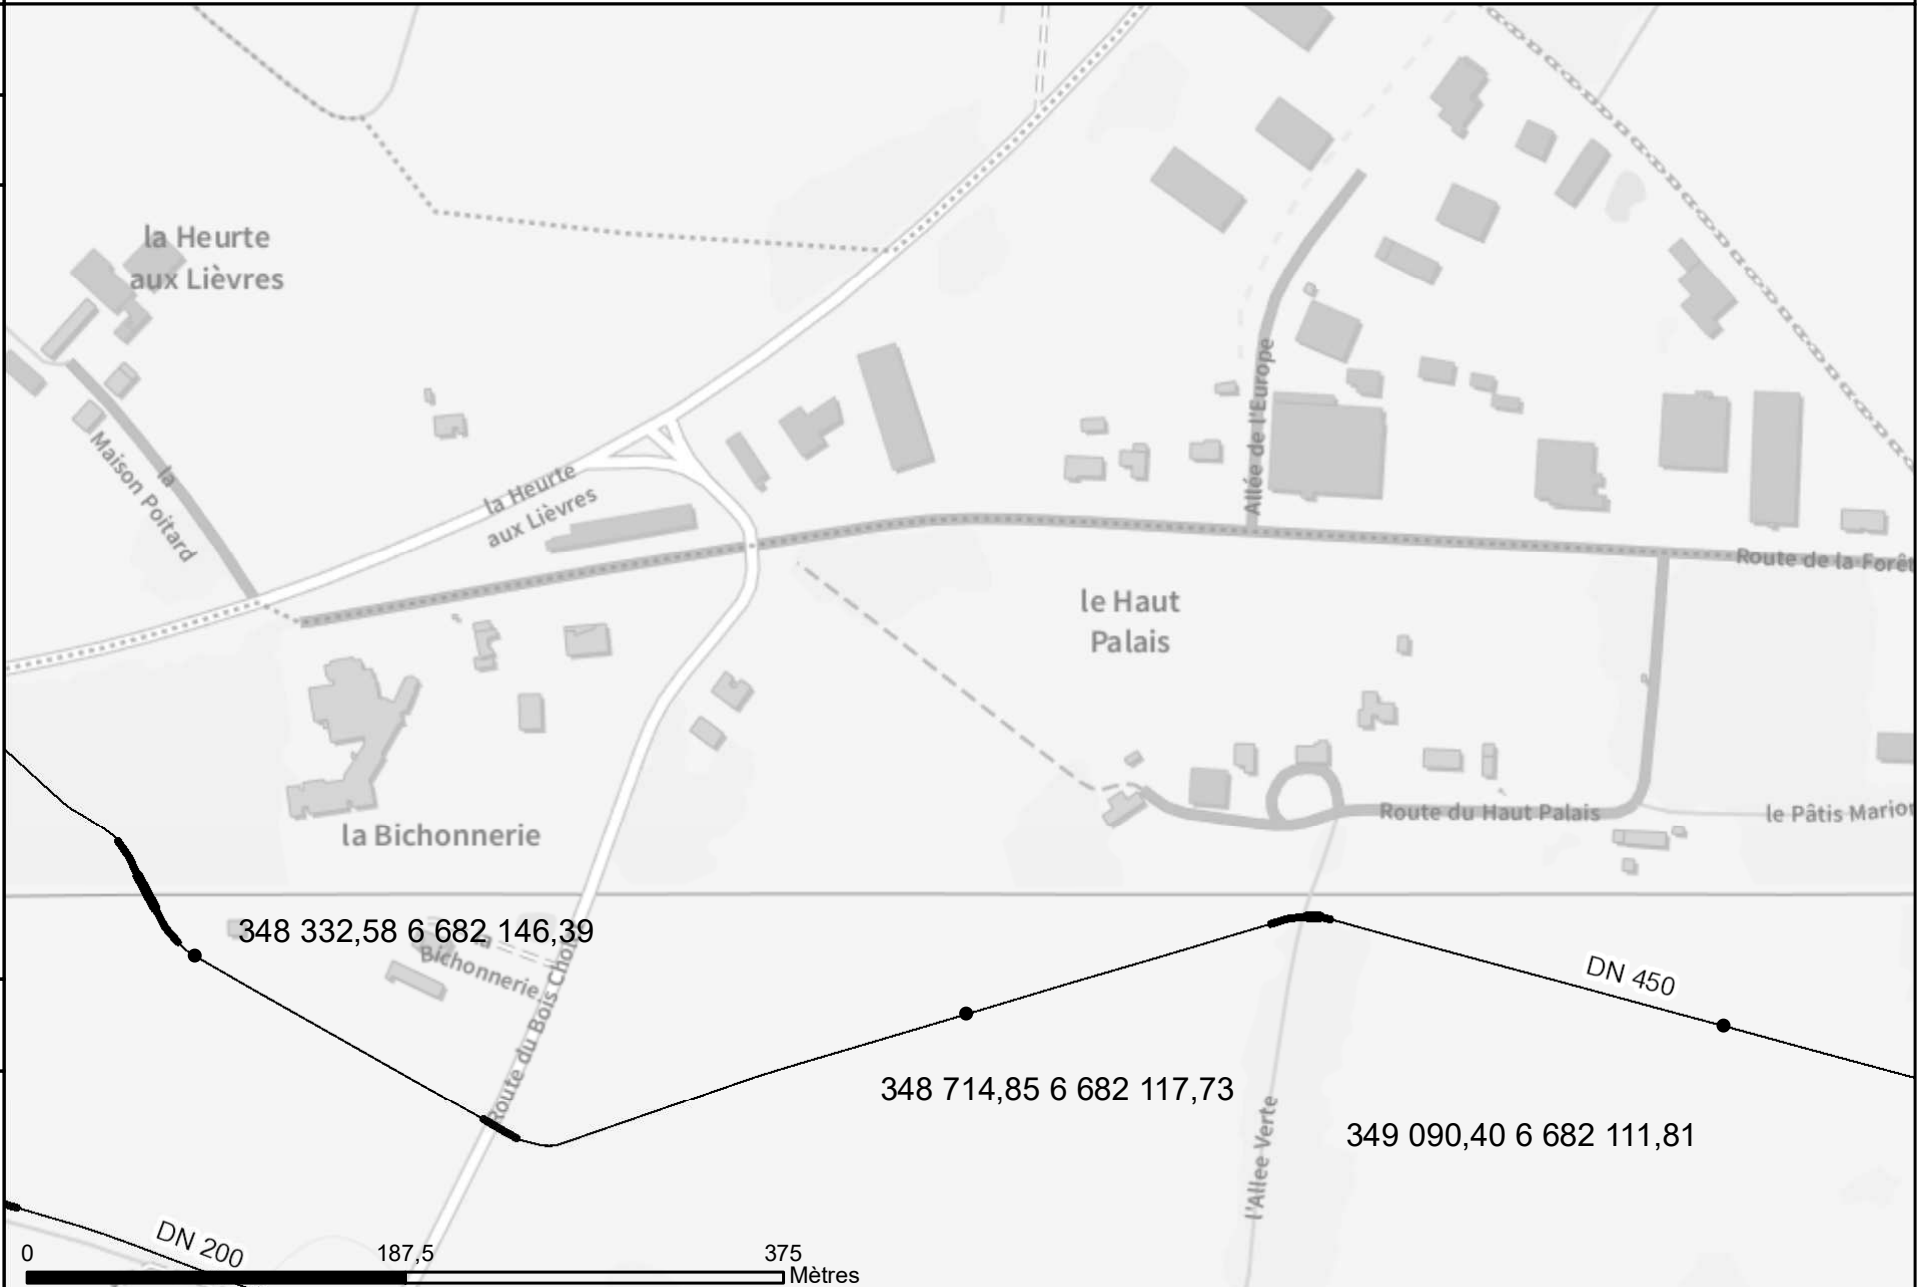 la Heurte
aux Lièvres
la
Maison Poitard
la Heurte
aux Lièvres
Allée de l'Europe
Route de la Forêt
le Haut
Palais
Route du Haut Palais
le Pâtis Marion
la Bichonnerie
348 332,58 6 682 146,39
la
Bichonnerie
Route du Bois Choi
DN 450
348 714,85 6 682 117,73
349 090,40 6 682 111,81
l'Allee Verte
DN 200
0 187,5 375
Mètres